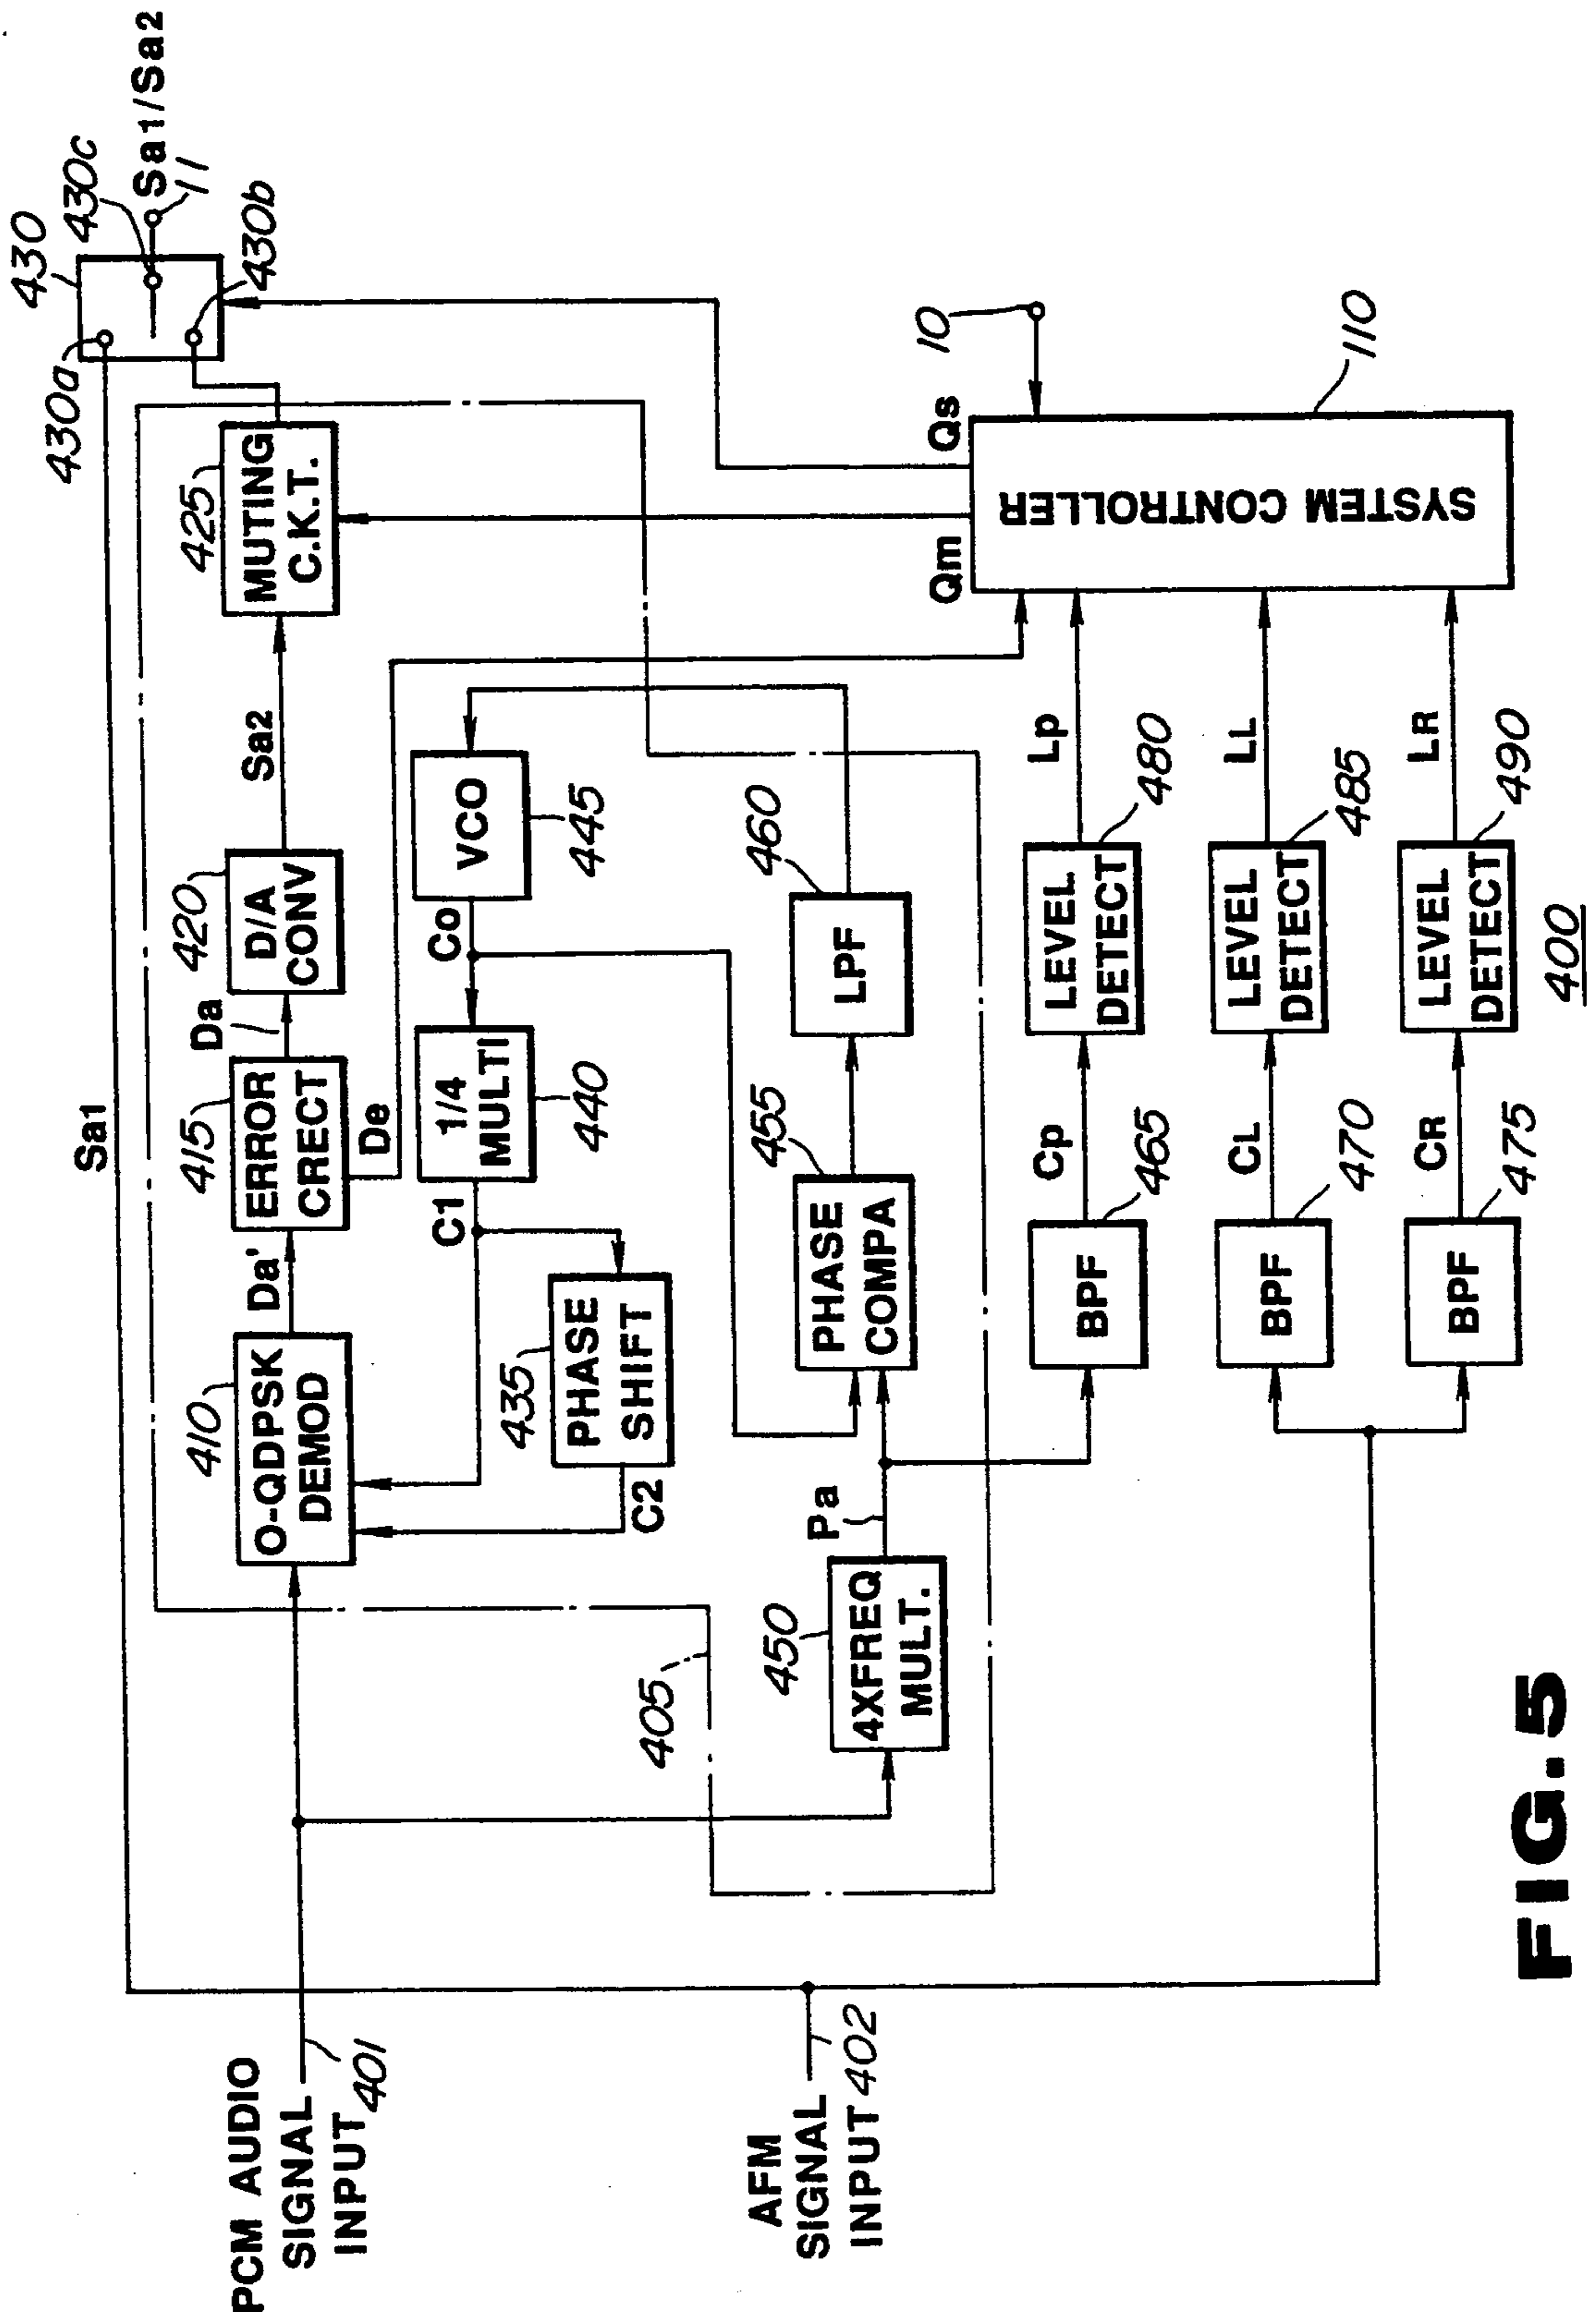 430
430a
430c
Sa1/Sa2
11
430b
Sa1
425
MUTING
C.K.T.
Sa2
420
D/A
CONV
Da
415
ERROR
CRECT
De
Da'
410
O-QDPSK
DEMOD
PCM AUDIO
SIGNAL
INPUT
401
VCO
445
Co
1/4
MULTI
440
C1
435
PHASE
SHIFT
C2
405
460
LPF
455
PHASE
COMPA
Pa
450
4XFREQ
MULT.
AFM
SIGNAL
INPUT
402
10
Qs
Qm
SYSTEM CONTROLLER
110
Lp
LEVEL
DETECT
480
Cp
BPF
465
LL
LEVEL
DETECT
485
CL
BPF
470
LR
LEVEL
DETECT
490
CR
BPF
475
400
FIG.5